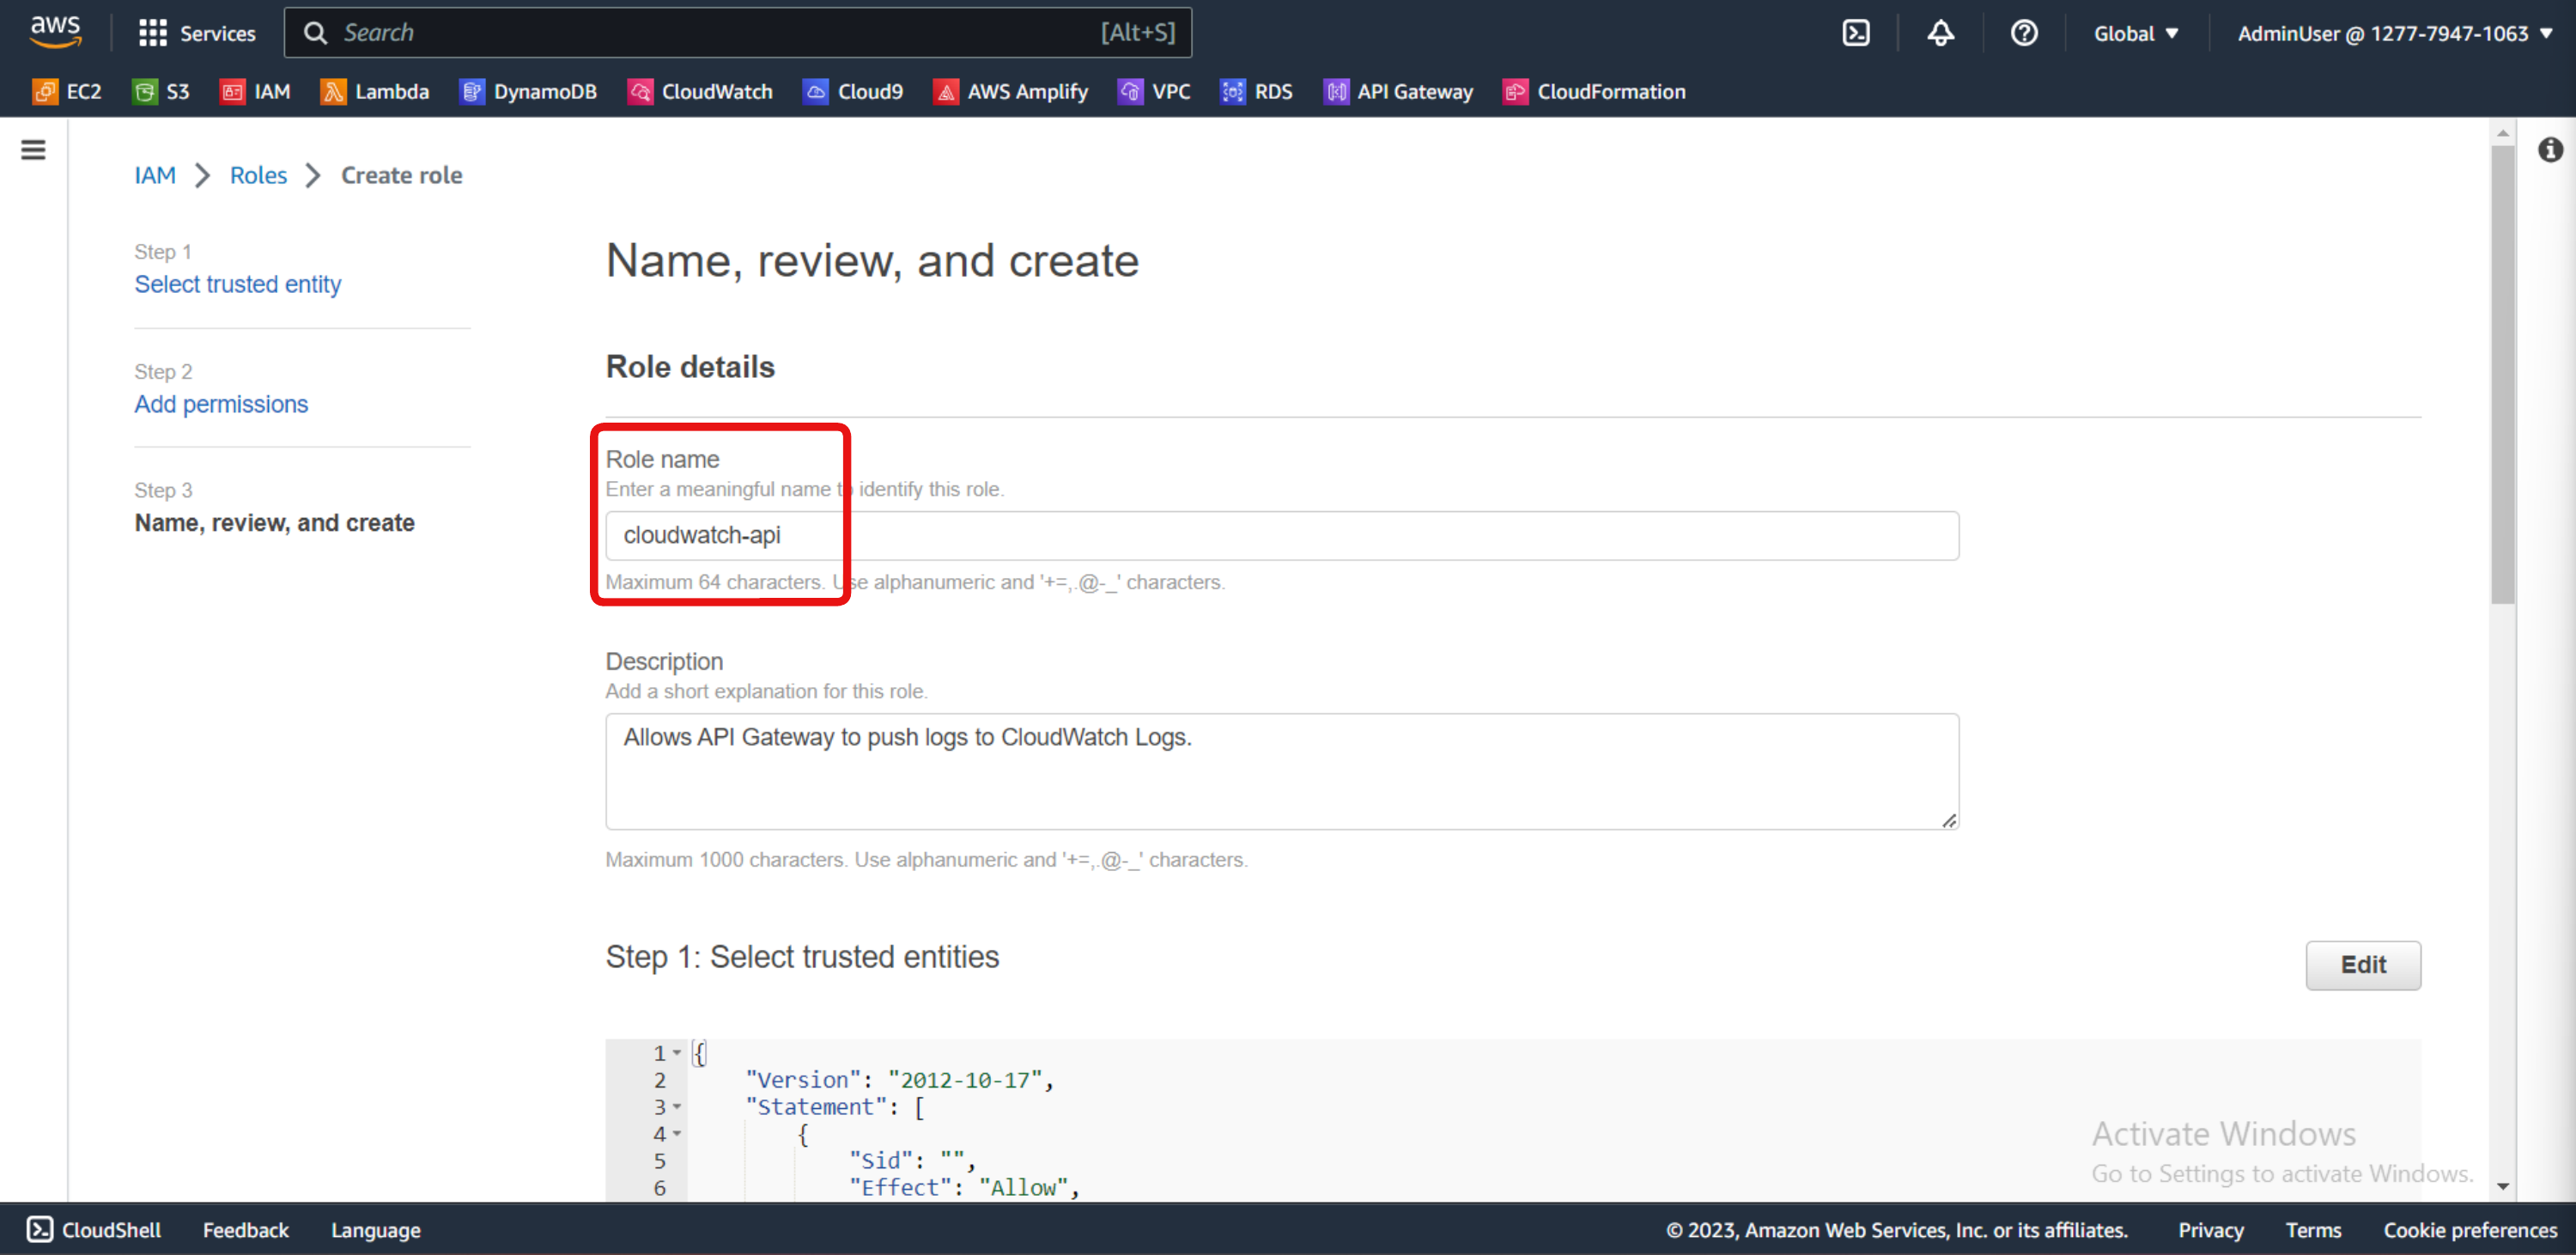 aws Services Search [Alt+S] Global ▼ AdminUser @ 1277-7947-1063 ▼
EC2 S3 IAM Lambda DynamoDB CloudWatch Cloud9 AWS Amplify VPC RDS API Gateway CloudFormation
IAM > Roles > Create role
Step 1
Select trusted entity
Step 2
Add permissions
Step 3
Name, review, and create
Name, review, and create
Role details
Role name
Enter a meaningful name to identify this role.
cloudwatch-api
Maximum 64 characters. Use alphanumeric and '+=,.@-_' characters.
Description
Add a short explanation for this role.
Allows API Gateway to push logs to CloudWatch Logs.
Maximum 1000 characters. Use alphanumeric and '+=,.@-_' characters.
Step 1: Select trusted entities
Edit
1 {
2 "Version": "2012-10-17",
3 "Statement": [
4 {
5 "Sid": "",
6 "Effect": "Allow",
Activate Windows
Go to Settings to activate Windows.
CloudShell Feedback Language © 2023, Amazon Web Services, Inc. or its affiliates. Privacy Terms Cookie preferences